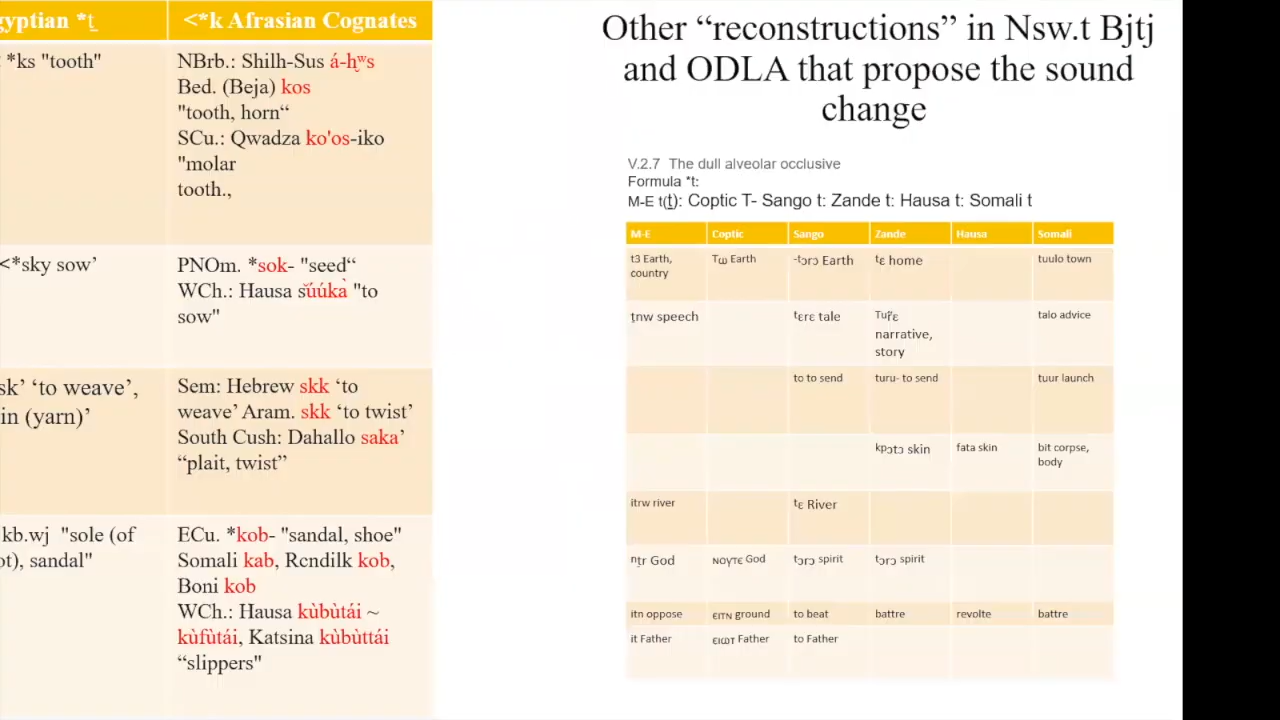 gyptian *ṯ
<*k Afrasian Cognates
*ks "tooth"
NBrb.: Shilh-Sus á-ḫʷs
Bed. (Beja) kos
"tooth, horn“
SCu.: Qwadza ko'os-iko
"molar
tooth.,
<*sky sow’
PNOm. *sok- "seed“
WCh.: Hausa "to
sow"
sk’ ‘to weave’,
in (yarn)’
Sem: Hebrew skk ‘to
weave’ Aram. skk ‘to twist’
South Cush: Dahallo saka’
“plait, twist”
kb.wj "sole (of
ot), sandal"
ECu. *kob- "sandal, shoe"
Somali kab, Rcndilk kob,
Boni kob
WCh.: Hausa kùbùtái ~
kùfùtái, Katsina kùbùttái
“slippers"
Other “reconstructions” in Nsw.t Bjtj
and ODLA that propose the sound
change
V.2.7 The dull alveolar occlusive
Formula *t:
M-E t(ṯ): Coptic T- Sango t: Zande t: Hausa t: Somali t
M-E Coptic Sango Zande Hausa Somali
t3 Earth,
country
Tω Earth
-tɔrɔ Earth
tɛ home
tuulo town
ṯnw speech
tɛrɛ tale
narrative,
story
talo advice
to to send
turu- to send
tuur launch
kpɔtɔ skin
fata skin
bit corpse,
body
itrw river
tɛ River
nṯr God
ⲛⲟⲩⲧⲉ God
tɔrɔ spirit
tɔrɔ spirit
itn oppose
ⲉⲓⲧⲛ ground
to beat
battre
revolte
battre
it Father
ⲉⲓⲱⲧ Father
to Father